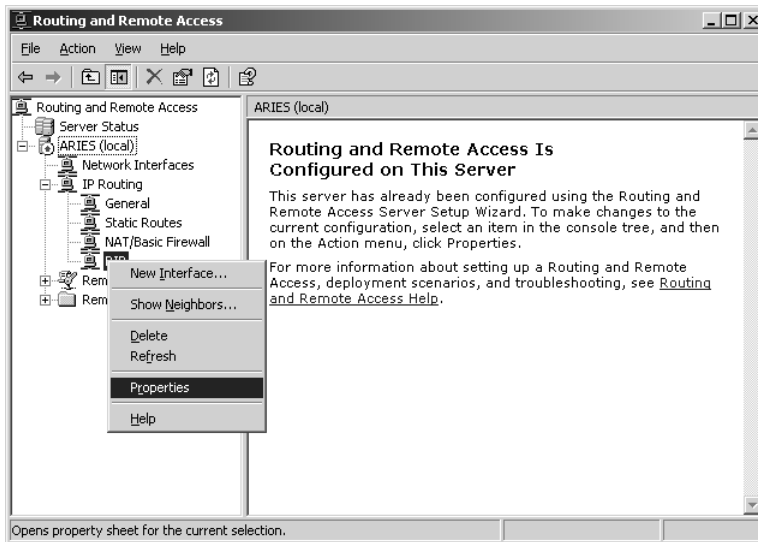 Routing and Remote Access
File Action View Help
Routing and Remote Access
Server Status
ARIES (local)
Network Interfaces
IP Routing
General
Static Routes
NAT/Basic Firewall
Rem
Rem
New Interface...
Show Neighbors...
Delete
Refresh
Properties
Help
ARIES (local)
Routing and Remote Access Is
Configured on This Server
This server has already been configured using the Routing and
Remote Access Server Setup Wizard. To make changes to the
current configuration, select an item in the console tree, and then
on the Action menu, click Properties.
For more information about setting up a Routing and Remote
Access, deployment scenarios, and troubleshooting, see Routing
and Remote Access Help.
Opens property sheet for the current selection.